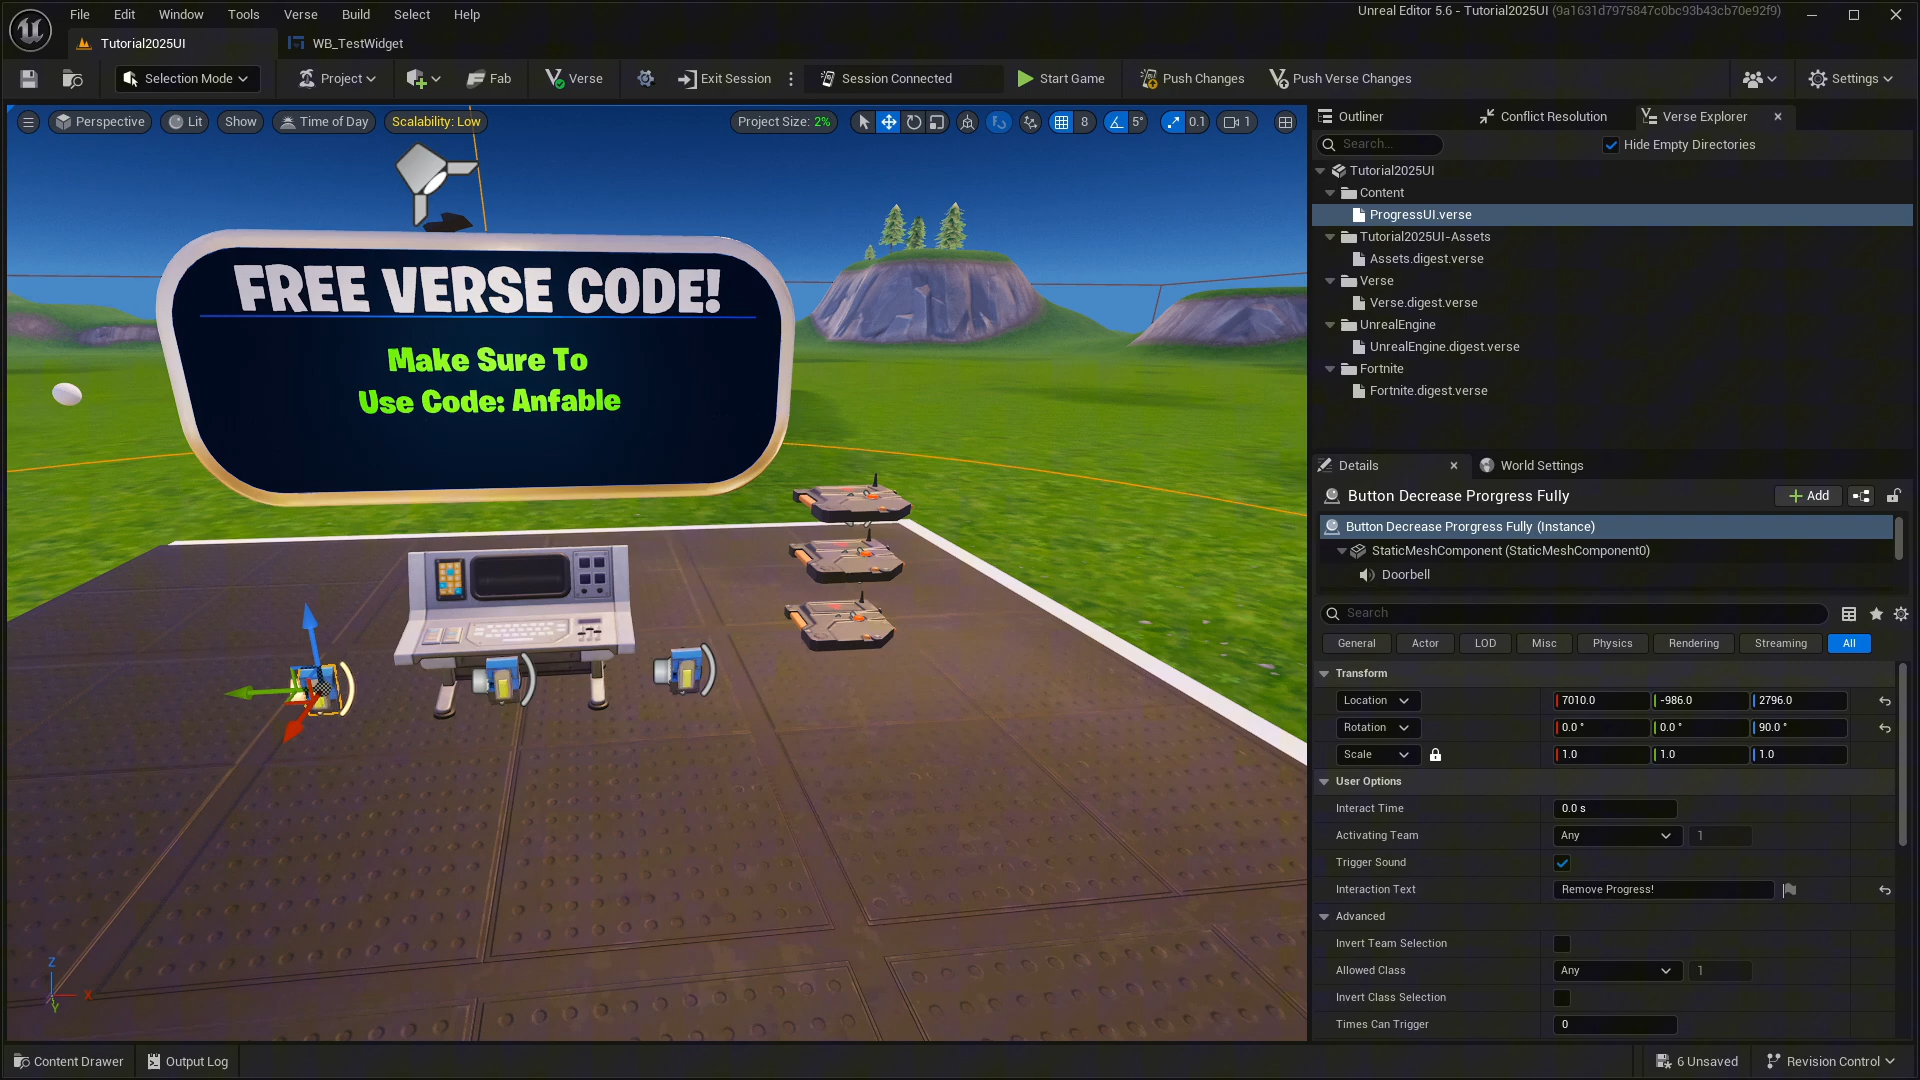 File Edit Window Tools Verse Build Select Help
Unreal Editor 5.6 - Tutorial2025UI (9a1631d7975847c0bc93b43cb70e92f9)
Tutorial2025UI
WB_TestWidget
Selection Mode
Project
Fab
Verse
Exit Session
Session Connected
Start Game
Push Changes
Push Verse Changes
Settings
Perspective
Lit
Show
Time of Day
Scalability: Low
Project Size: 2%
8
5°
0.1
1
FREE VERSE CODE!
Make Sure To
Use Code: Anfable
Z
X
Y
Outliner
Conflict Resolution
Verse Explorer
Search...
Hide Empty Directories
Tutorial2025UI
Content
ProgressUI.verse
Tutorial2025UI-Assets
Assets.digest.verse
Verse
Verse.digest.verse
UnrealEngine
UnrealEngine.digest.verse
Fortnite
Fortnite.digest.verse
Details
World Settings
Button Decrease Prorgress Fully
Add
Button Decrease Prorgress Fully (Instance)
StaticMeshComponent (StaticMeshComponent0)
Doorbell
Search
General Actor LOD Misc Physics Rendering Streaming All
Transform
Location 7010.0 -986.0 2796.0
Rotation 0.0 ° 0.0 ° 90.0 °
Scale 1.0 1.0 1.0
User Options
Interact Time 0.0 s
Activating Team Any 1
Trigger Sound
Interaction Text Remove Progress!
Advanced
Invert Team Selection
Allowed Class Any 1
Invert Class Selection
Times Can Trigger 0
Content Drawer
Output Log
6 Unsaved
Revision Control